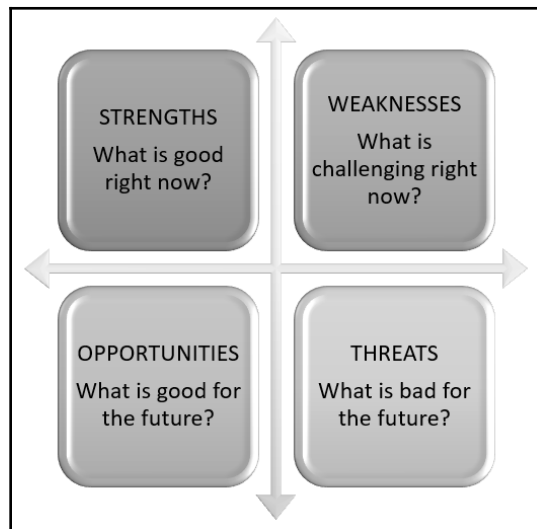 STRENGTHS
What is good
right now?
WEAKNESSES
What is
challenging right
now?
OPPORTUNITIES
What is good for
the future?
THREATS
What is bad for
the future?